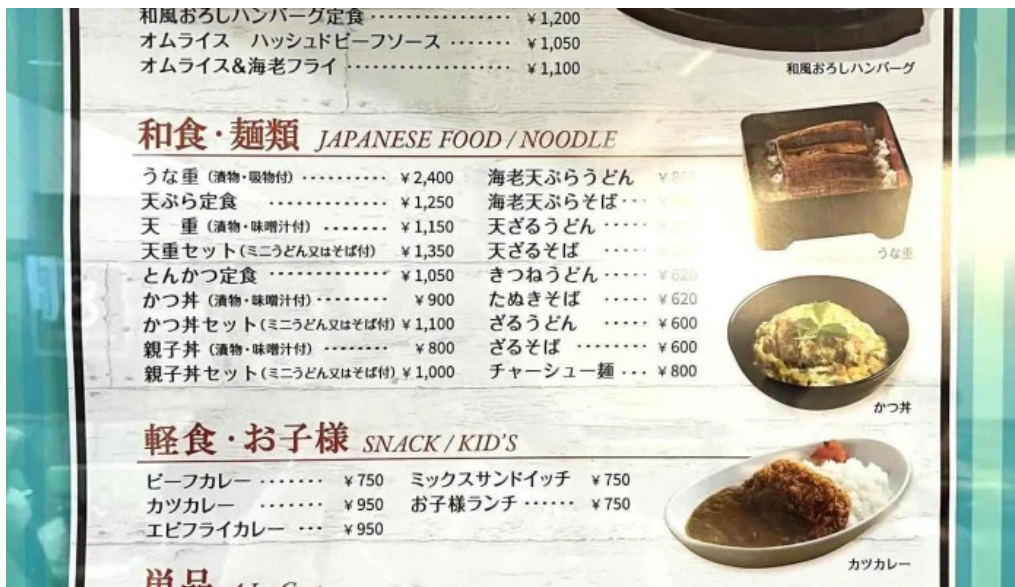 和風おろしハンバーグ定食 ················ ¥1,200
オムライス ハッシュドビーフソース ······· ¥1,050
オムライス&海老フライ ··················· ¥1,100
和風おろしハンバーグ
和食・麺類 JAPANESE FOOD / NOODLE
うな重 (漬物・吸物付) ·········· ¥2,400
天ぷら定食 ············· ¥1,250
天 重 (漬物・味噌汁付) ········· ¥1,150
天重セット (ミニうどん又はそば付) ¥1,350
とんかつ定食 ············· ¥1,050
かつ丼 (漬物・味噌汁付) ········ ¥900
かつ丼セット (ミニうどん又はそば付) ¥1,100
親子丼 (漬物・味噌汁付) ········ ¥800
親子丼セット (ミニうどん又はそば付) ¥1,000
海老天ぷらうどん
海老天ぷらそば ···
天ざるうどん ·····
天ざるそば ·····
きつねうどん ····· ¥620
たぬきそば ····· ¥620
ざるうどん ····· ¥600
ざるそば ········ ¥600
チャーシュー麺 ··· ¥800
うな重
かつ丼
軽食・お子様 SNACK / KID'S
ビーフカレー ······· ¥750
カツカレー ······· ¥950
エビフライカレー ··· ¥950
ミックスサンドイッチ ¥750
お子様ランチ ······ ¥750
カツカレー
単品